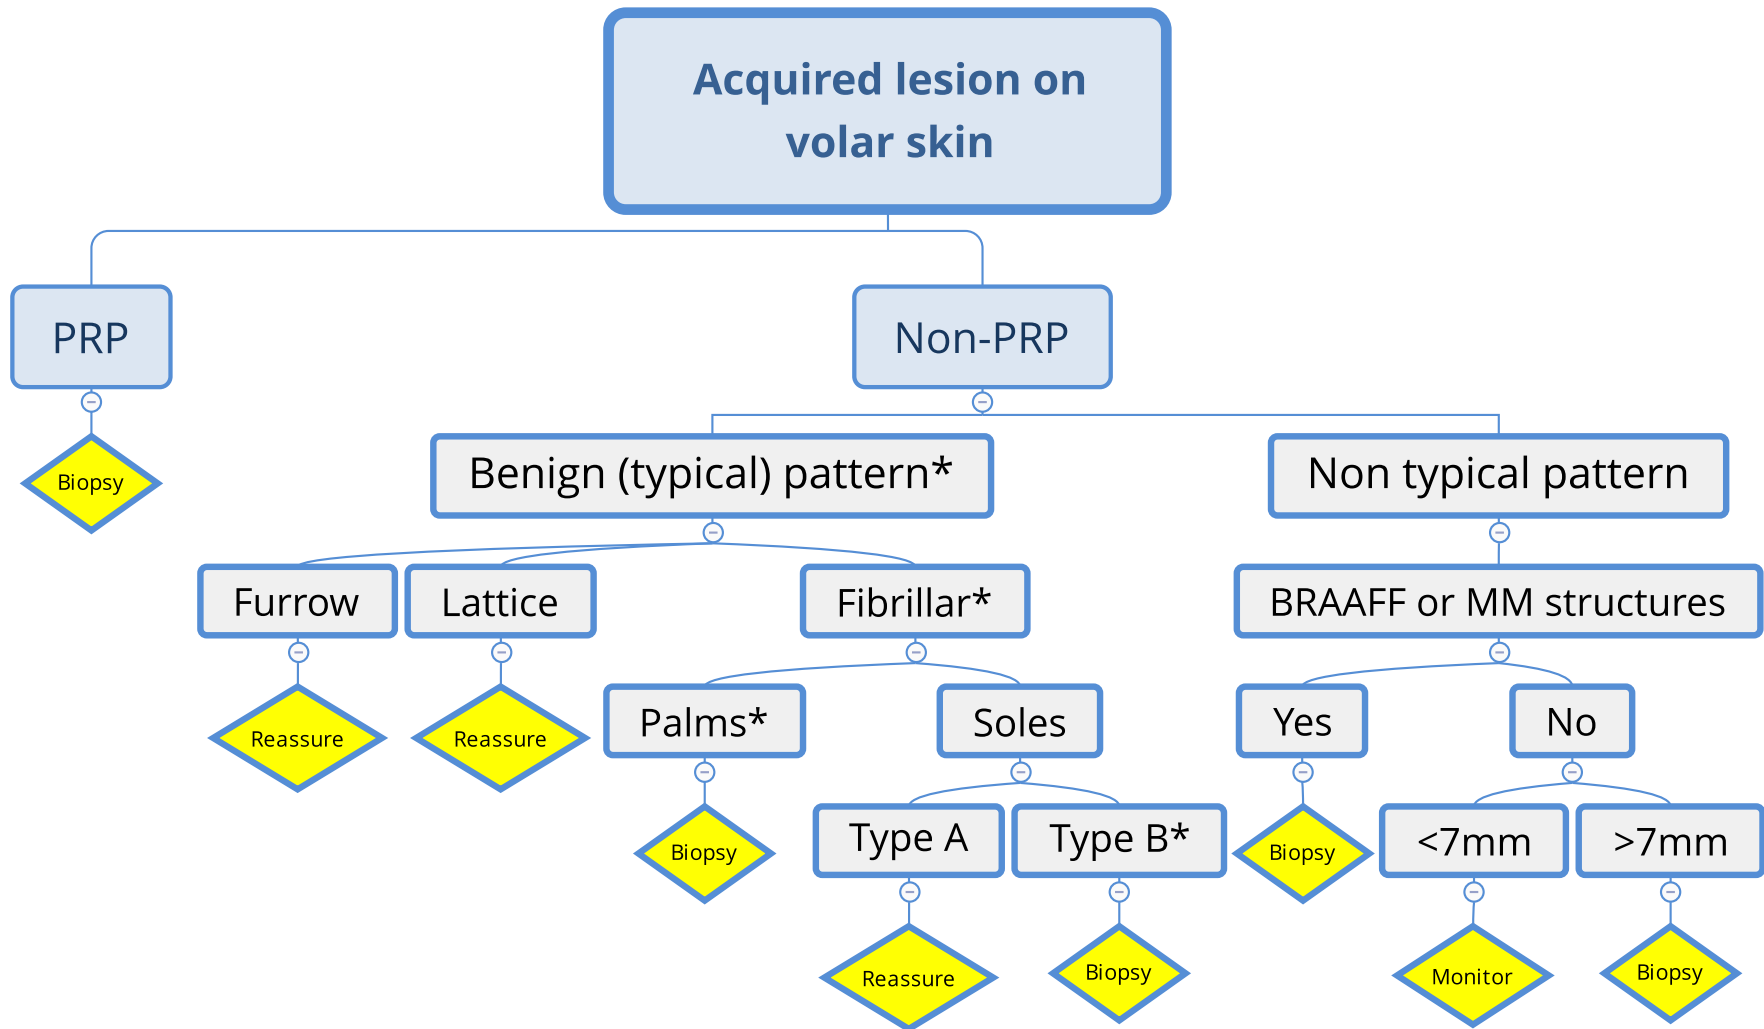 Acquired lesion on
volar skin
PRP
Non-PRP
Biopsy
Benign (typical) pattern*
Non typical pattern
Furrow
Lattice
Fibrillar*
BRAAFF or MM structures
Reassure
Reassure
Palms*
Soles
Yes
No
Biopsy
Type A
Type B*
Biopsy
<7mm
>7mm
Reassure
Biopsy
Monitor
Biopsy